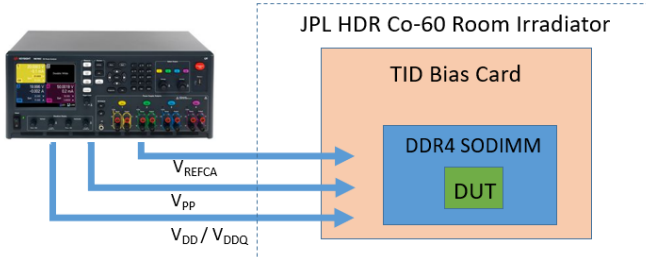 JPL HDR Co-60 Room Irradiator
TID Bias Card
DDR4 SODIMM
DUT
VREFCA
VPP
VDD / VDDQ